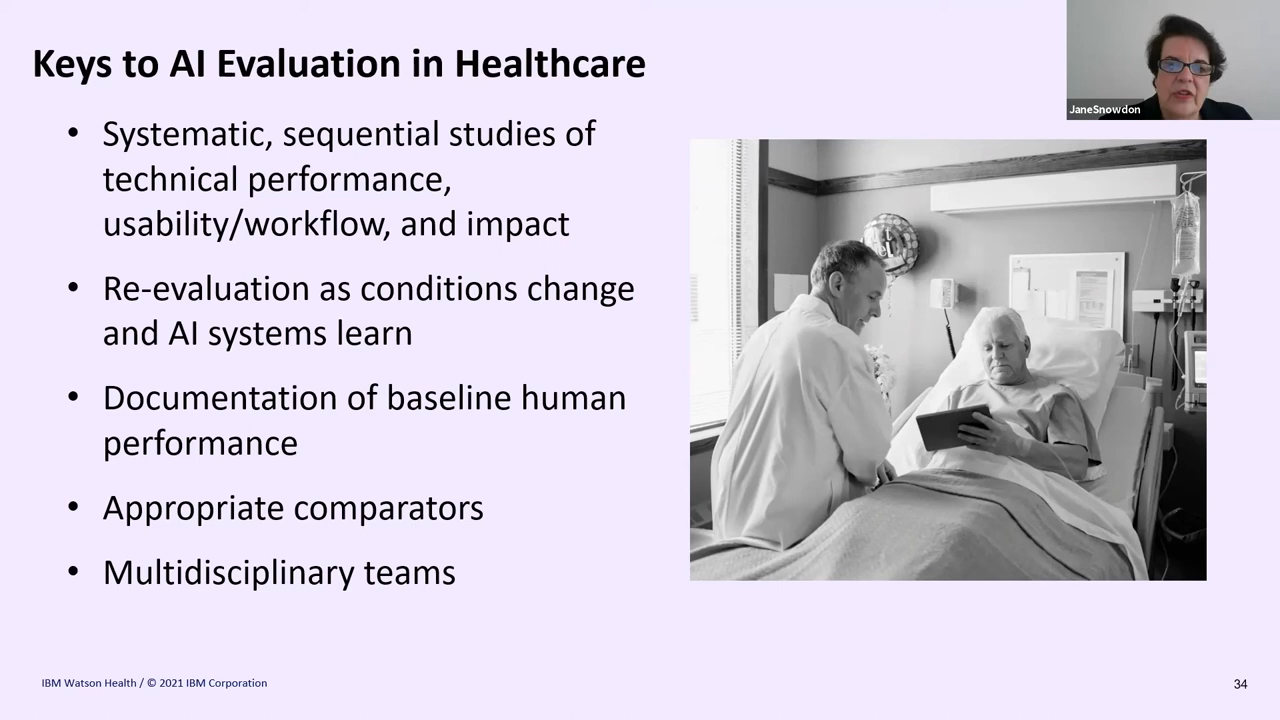 Keys to AI Evaluation in Healthcare
JaneSnowdon
• Systematic, sequential studies of
technical performance,
usability/workflow, and impact
• Re-evaluation as conditions change
and AI systems learn
• Documentation of baseline human
performance
• Appropriate comparators
• Multidisciplinary teams
IBM Watson Health / © 2021 IBM Corporation
34